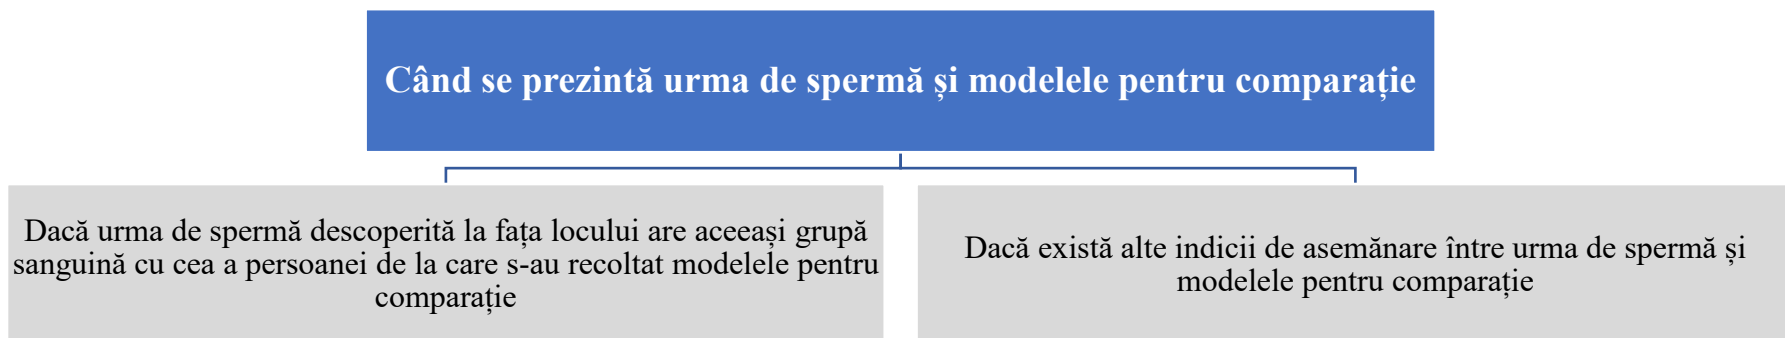 Când se prezintă urma de spermă și modelele pentru comparație
Dacă urma de spermă descoperită la fața locului are aceeași grupă
sanguină cu cea a persoanei de la care s-au recoltat modelele pentru
comparație
Dacă există alte indicii de asemănare între urma de spermă și
modelele pentru comparație